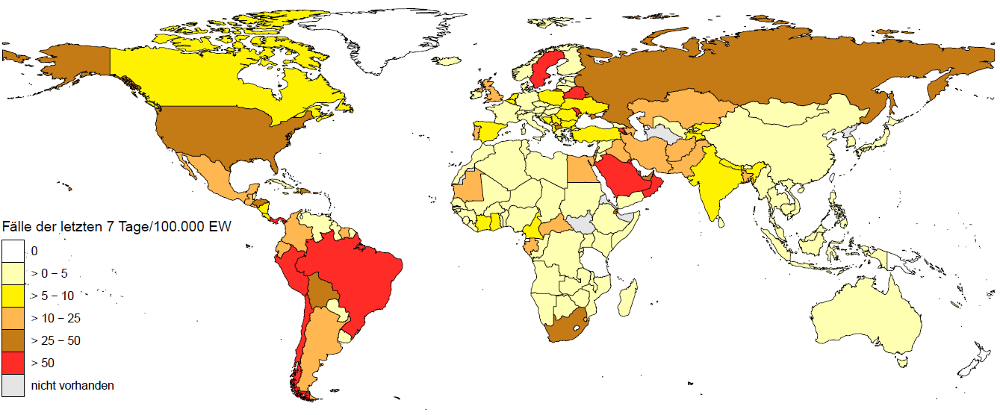 Fälle der letzten 7 Tage/100.000 EW
0
> 0 – 5
> 5 – 10
> 10 – 25
> 25 – 50
> 50
nicht vorhanden